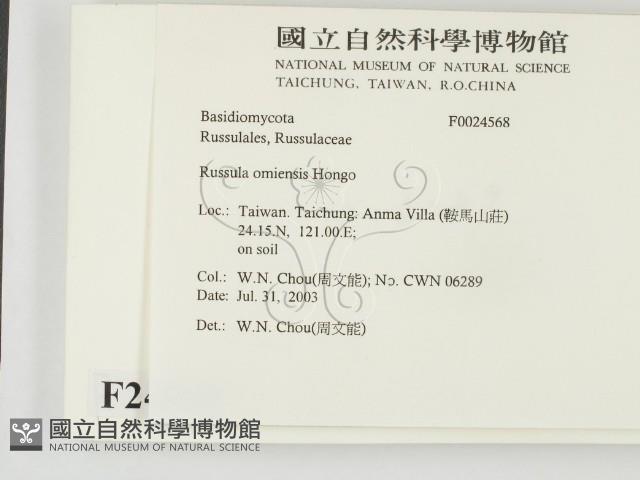 國立自然科學博物館
NATIONAL MUSEUM OF NATURAL SCIENCE
TAICHUNG, TAIWAN, R.O.CHINA
Basidiomycota F0024568
Russulales, Russulaceae
Russula omiensis Hongo
Loc.: Taiwan. Taichung: Anma Villa (鞍馬山莊)
24.15.N, 121.00.E;
on soil
Col.: W.N. Chou(周文能); No. CWN 06289
Date: Jul. 31, 2003
Det.: W.N. Chou(周文能)
F24
國立自然科學博物館
NATIONAL MUSEUM OF NATURAL SCIENCE